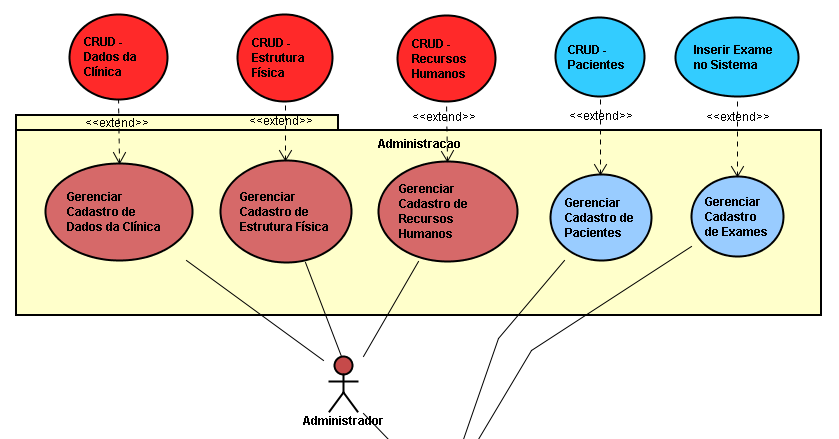 CRUD -
Dados da
Clínica
CRUD -
Estrutura
Física
CRUD -
Recursos
Humanos
CRUD -
Pacientes
Inserir Exame
no Sistema
<<extend>>
<<extend>>
<<extend>>
<<extend>>
<<extend>>
Administracao
Gerenciar
Cadastro de
Dados da Clínica
Gerenciar
Cadastro de
Estrutura Física
Gerenciar
Cadastro de
Recursos
Humanos
Gerenciar
Cadastro de
Pacientes
Gerenciar
Cadastro
de Exames
Administrador